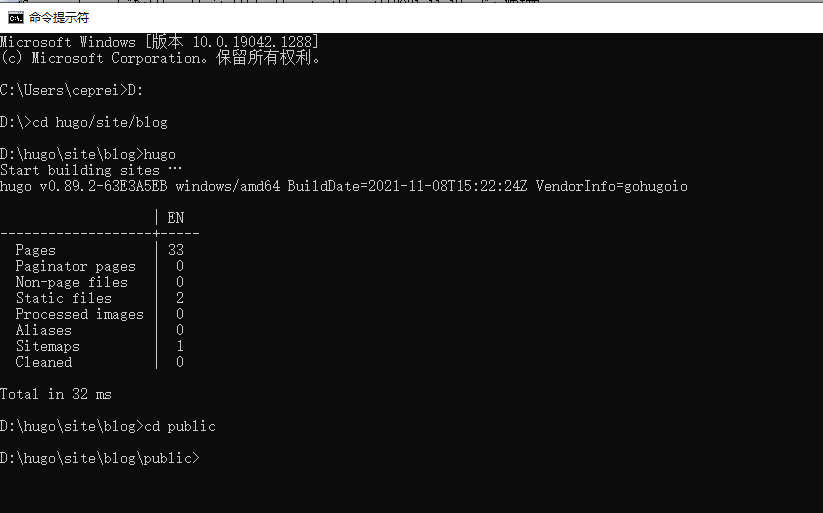 命令提示符
Microsoft Windows [版本 10.0.19042.1288]
(c) Microsoft Corporation。保留所有权利。
C:\Users\ceprei>D:
D:\>cd hugo/site/blog
D:\hugo\site\blog>hugo
Start building sites …
hugo v0.89.2-63E3A5EB windows/amd64 BuildDate=2021-11-08T15:22:24Z VendorInfo=gohugoio
                   | EN
-------------------+-----
  Pages            | 33
  Paginator pages  |  0
  Non-page files   |  0
  Static files     |  2
  Processed images |  0
  Aliases          |  0
  Sitemaps         |  1
  Cleaned          |  0
Total in 32 ms
D:\hugo\site\blog>cd public
D:\hugo\site\blog\public>